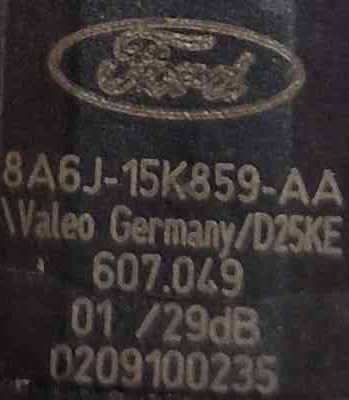 Ford
8A6J-15K859-AA
\Valeo Germany/D25KE
607.049
01 /29dB
0209100235